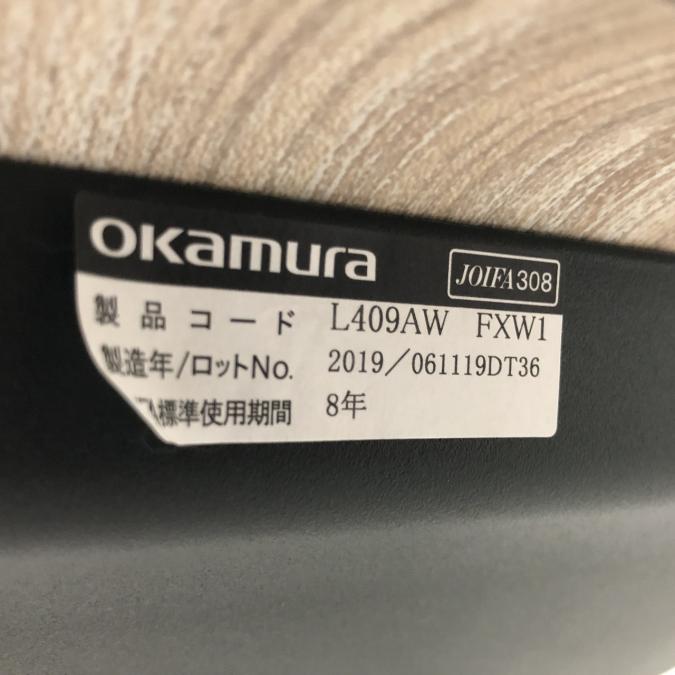 okamura
JOIFA308
製品コード L409AW FXW1
製造年/ロットNo. 2019/061119DT36
標準使用期間 8年